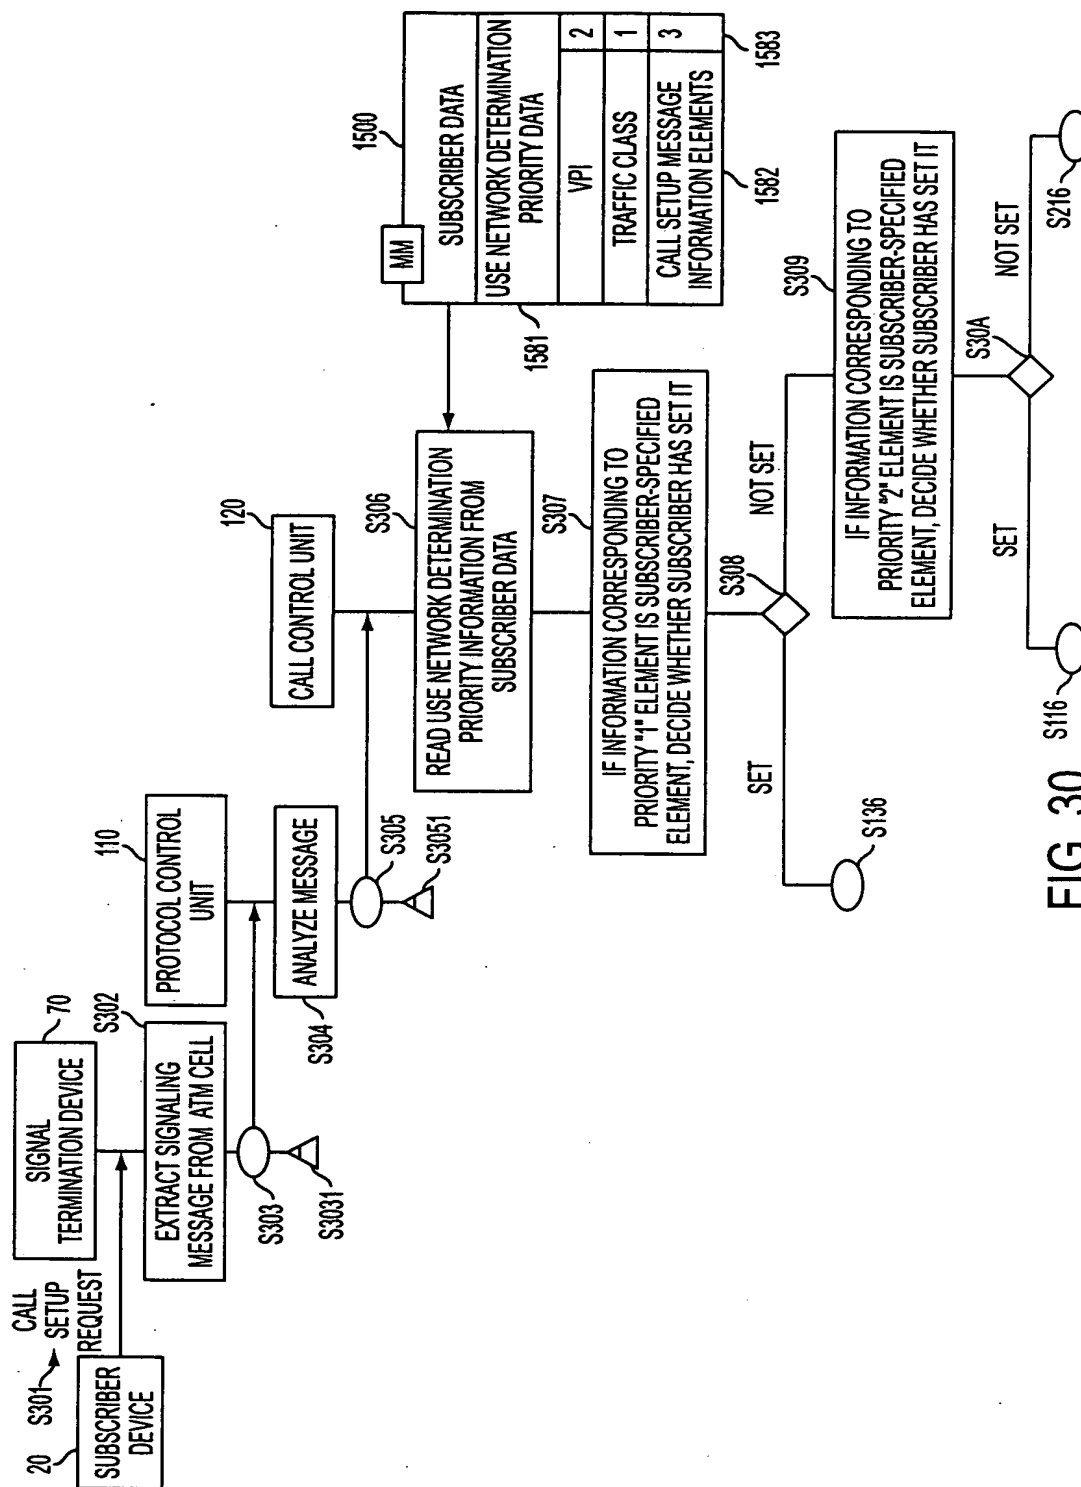 20
S301
CALL
SETUP
REQUEST
SUBSCRIBER
DEVICE
70
SIGNAL
TERMINATION DEVICE
S302
EXTRACT SIGNALING
MESSAGE FROM ATM CELL
S303
S3031
110
PROTOCOL CONTROL
UNIT
S304
ANALYZE MESSAGE
S305
S3051
120
CALL CONTROL UNIT
S306
READ USE NETWORK DETERMINATION
PRIORITY INFORMATION FROM
SUBSCRIBER DATA
MM
1500
SUBSCRIBER DATA
1581
USE NETWORK DETERMINATION
PRIORITY DATA
VPI 2
TRAFFIC CLASS 1
CALL SETUP MESSAGE
INFORMATION ELEMENTS 3
1582
1583
S307
IF INFORMATION CORRESPONDING TO
PRIORITY "1" ELEMENT IS SUBSCRIBER-SPECIFIED
ELEMENT, DECIDE WHETHER SUBSCRIBER HAS SET IT
S308
SET
NOT SET
S136
S309
IF INFORMATION CORRESPONDING TO
PRIORITY "2" ELEMENT IS SUBSCRIBER-SPECIFIED
ELEMENT, DECIDE WHETHER SUBSCRIBER HAS SET IT
S30A
SET
NOT SET
S116
S216
FIG. 30